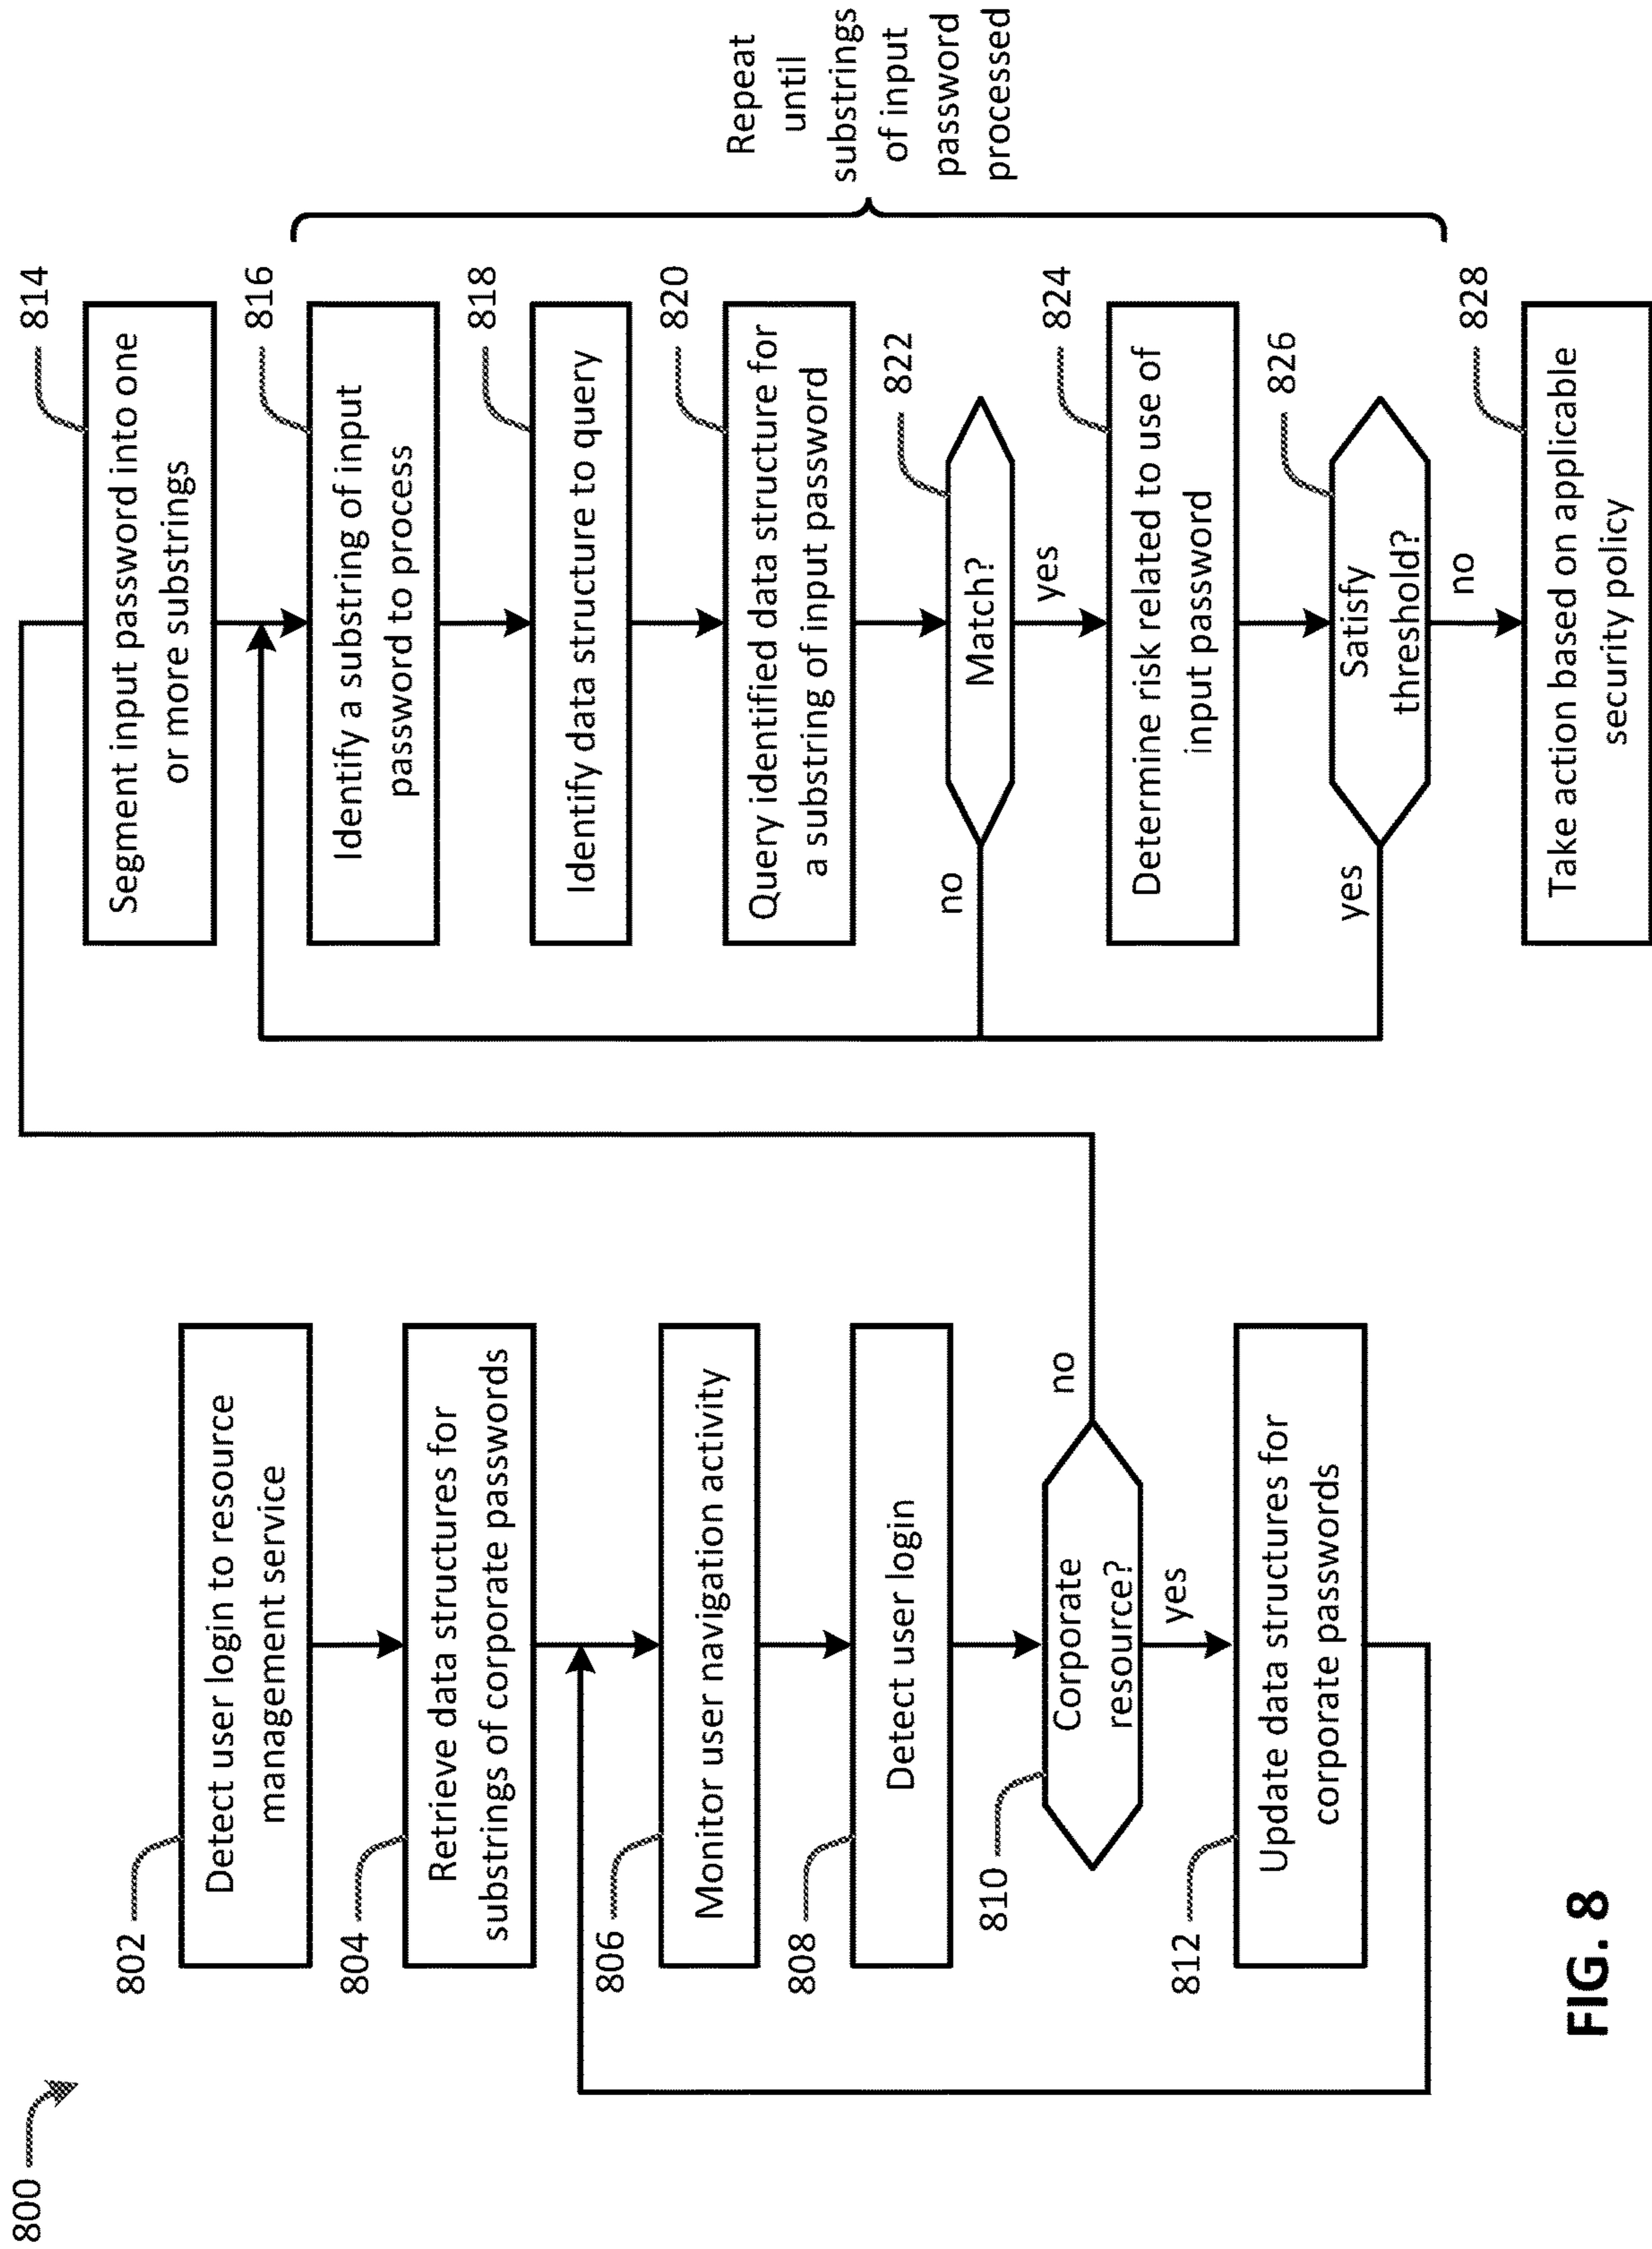 800
802
Detect user login to resource
management service
804
Retrieve data structures for
substrings of corporate passwords
806
Monitor user navigation activity
808
Detect user login
810
Corporate
resource?
no
yes
812
Update data structures for
corporate passwords
814
Segment input password into one
or more substrings
816
Identify a substring of input
password to process
818
Identify data structure to query
820
Query identified data structure for
a substring of input password
822
Match?
no
yes
824
Determine risk related to use of
input password
826
Satisfy
threshold?
yes
no
828
Take action based on applicable
security policy
Repeat
until
substrings
of input
password
processed
FIG. 8